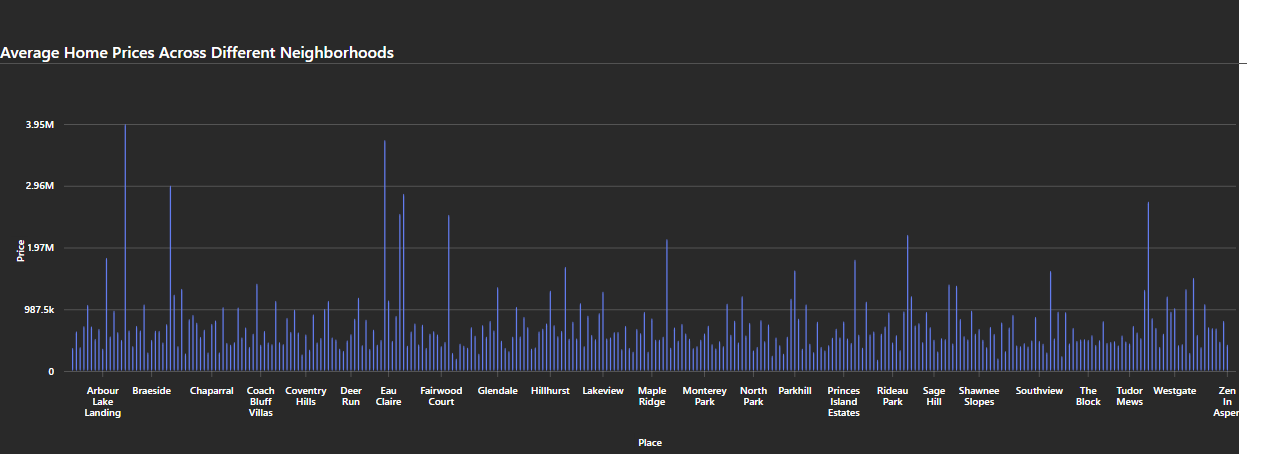 Average Home Prices Across Different Neighborhoods
3.95M
2.96M
1.97M
987.5k
0
Price
Arbour
Lake
Landing
Braeside
Chaparral
Coach
Bluff
Villas
Coventry
Hills
Deer
Run
Eau
Claire
Fairwood
Court
Glendale
Hillhurst
Lakeview
Maple
Ridge
Monterey
Park
North
Park
Parkhill
Princes
Island
Estates
Rideau
Park
Sage
Hill
Shawnee
Slopes
Southview
The
Block
Tudor
Mews
Westgate
Zen
In
Asper
Place